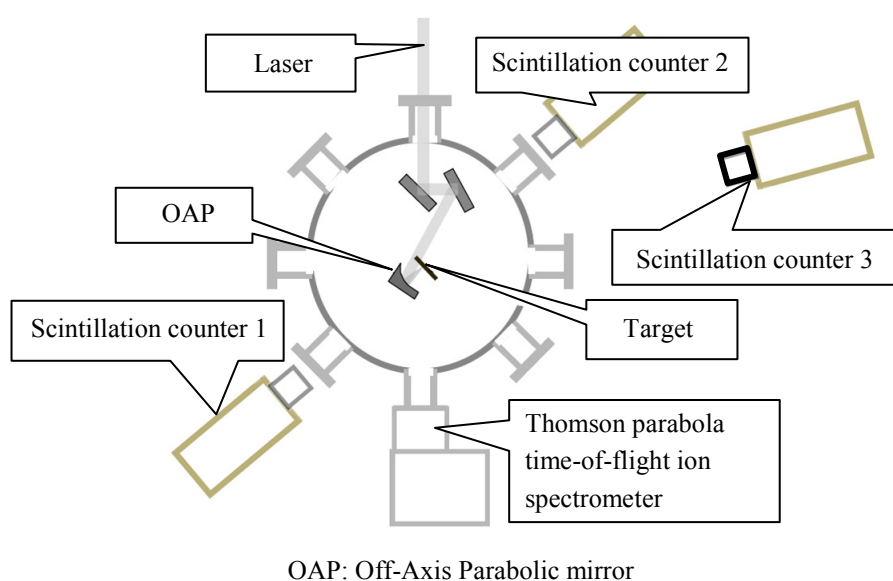 Laser
Scintillation counter 2
OAP
Scintillation counter 3
Scintillation counter 1
Target
Thomson parabola
time-of-flight ion
spectrometer
OAP: Off-Axis Parabolic mirror